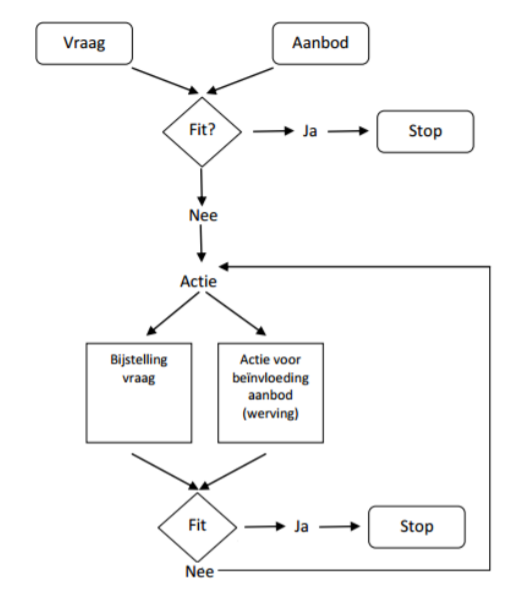 Vraag
Aanbod
Fit?
Ja
Stop
Nee
Actie
Bijstelling
vraag
Actie voor
beïnvloeding
aanbod
(werving)
Fit
Ja
Stop
Nee